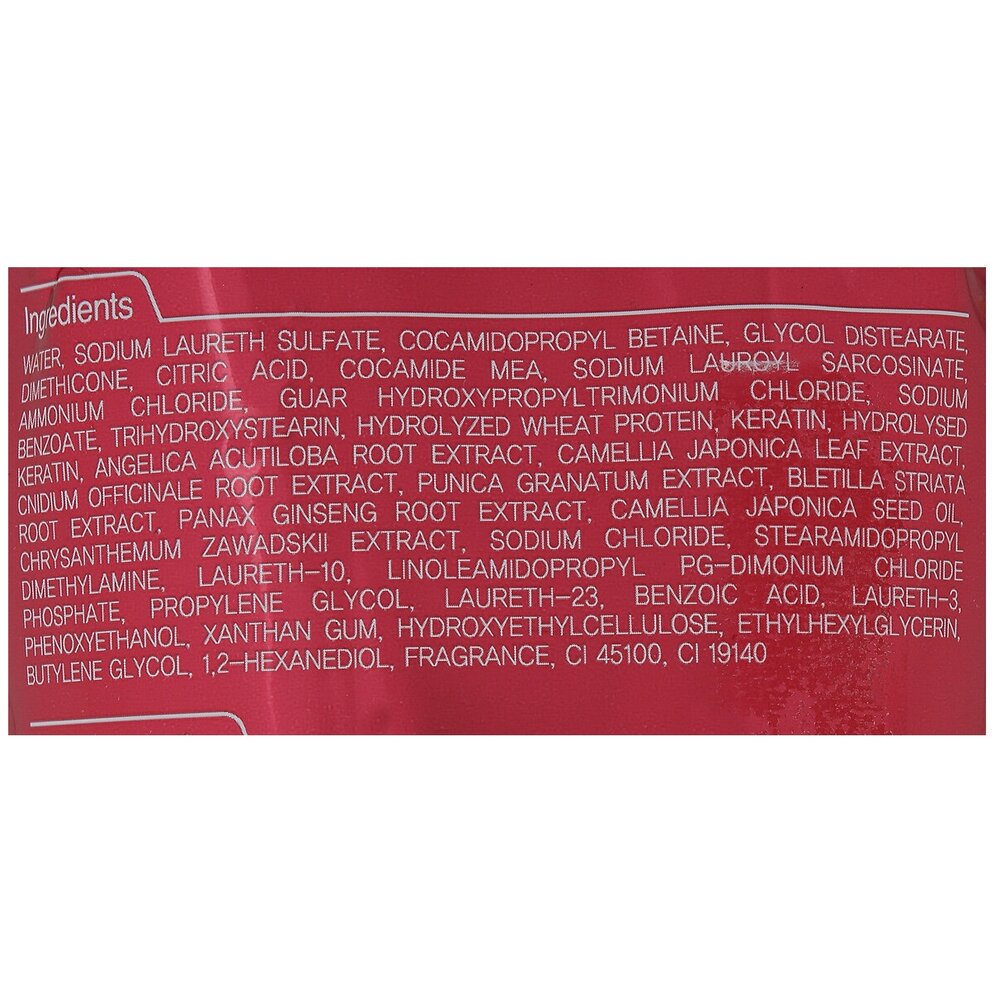 Ingredients
WATER, SODIUM LAURETH SULFATE, COCAMIDOPROPYL BETAINE, GLYCOL DISTEARATE,
DIMETHICONE, CITRIC ACID, COCAMIDE MEA, SODIUM LAUROYL SARCOSINATE,
AMMONIUM CHLORIDE, GUAR HYDROXYPROPYLTRIMONIUM CHLORIDE, SODIUM
BENZOATE, TRIHYDROXYSTEARIN, HYDROLYZED WHEAT PROTEIN, KERATIN, HYDROLYSED
KERATIN, ANGELICA ACUTILOBA ROOT EXTRACT, CAMELLIA JAPONICA LEAF EXTRACT,
CNIDIUM OFFICINALE ROOT EXTRACT, PUNICA GRANATUM EXTRACT, BLETILLA STRIATA
ROOT EXTRACT, PANAX GINSENG ROOT EXTRACT, CAMELLIA JAPONICA SEED OIL,
CHRYSANTHEMUM ZAWADSKII EXTRACT, SODIUM CHLORIDE, STEARAMIDOPROPYL
DIMETHYLAMINE, LAURETH-10, LINOLEAMIDOPROPYL PG-DIMONIUM CHLORIDE
PHOSPHATE, PROPYLENE GLYCOL, LAURETH-23, BENZOIC ACID, LAURETH-3,
PHENOXYETHANOL, XANTHAN GUM, HYDROXYETHYLCELLULOSE, ETHYLHEXYLGLYCERIN,
BUTYLENE GLYCOL, 1,2-HEXANEDIOL, FRAGRANCE, CI 45100, CI 19140